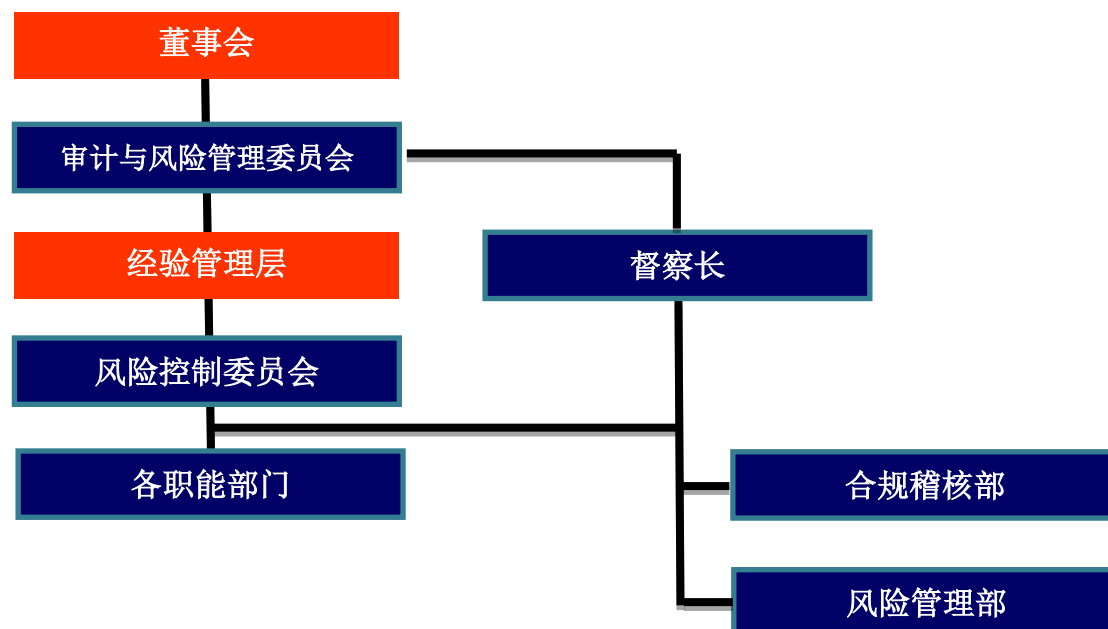 董事会
审计与风险管理委员会
经验管理层
督察长
风险控制委员会
各职能部门
合规稽核部
风险管理部